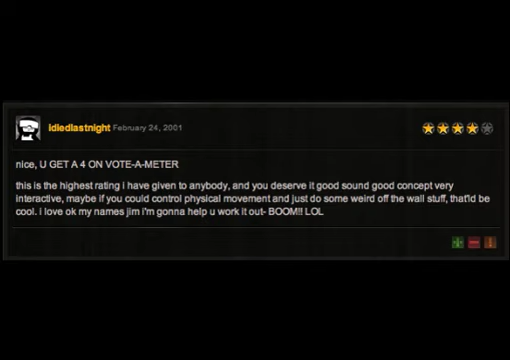 Idiedlastnight February 24, 2001
nice, U GET A 4 ON VOTE-A-METER
this is the highest rating i have given to anybody, and you deserve it good sound good concept very
interactive, maybe if you could control physical movement and just do some weird off the wall stuff, that'ld be
cool. i love ok my names jim i'm gonna help u work it out- BOOM!! LOL